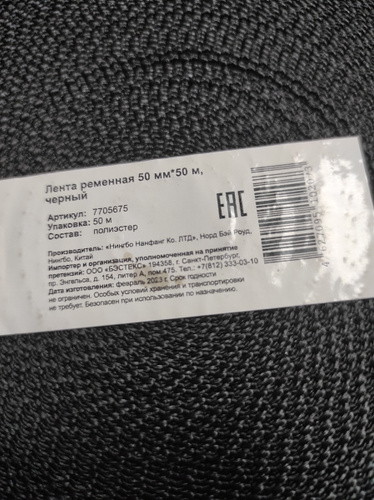 Лента ременная 50 мм*50 м,
черный
Артикул: 7705675
Упаковка: 50 м
Состав: полиэстер
Производитель: «Нингбо Нанфанг Ко. ЛТД», Норд Бэй Роуд,
Нингбо, Китай
Импортер и организация, уполномоченная на принятие
претензий: ООО «БЭСТЕКС» 194358, г. Санкт-Петербург,
пр. Энгельса, д. 154, литер А, пом.475. Тел.: +7(812) 333-03-10
Дата изготовления: февраль 2023 г. Срок годности
не ограничен. Особых условий хранения и транспортировки
не требует. Безопасен при использовании по назначению.
EAC